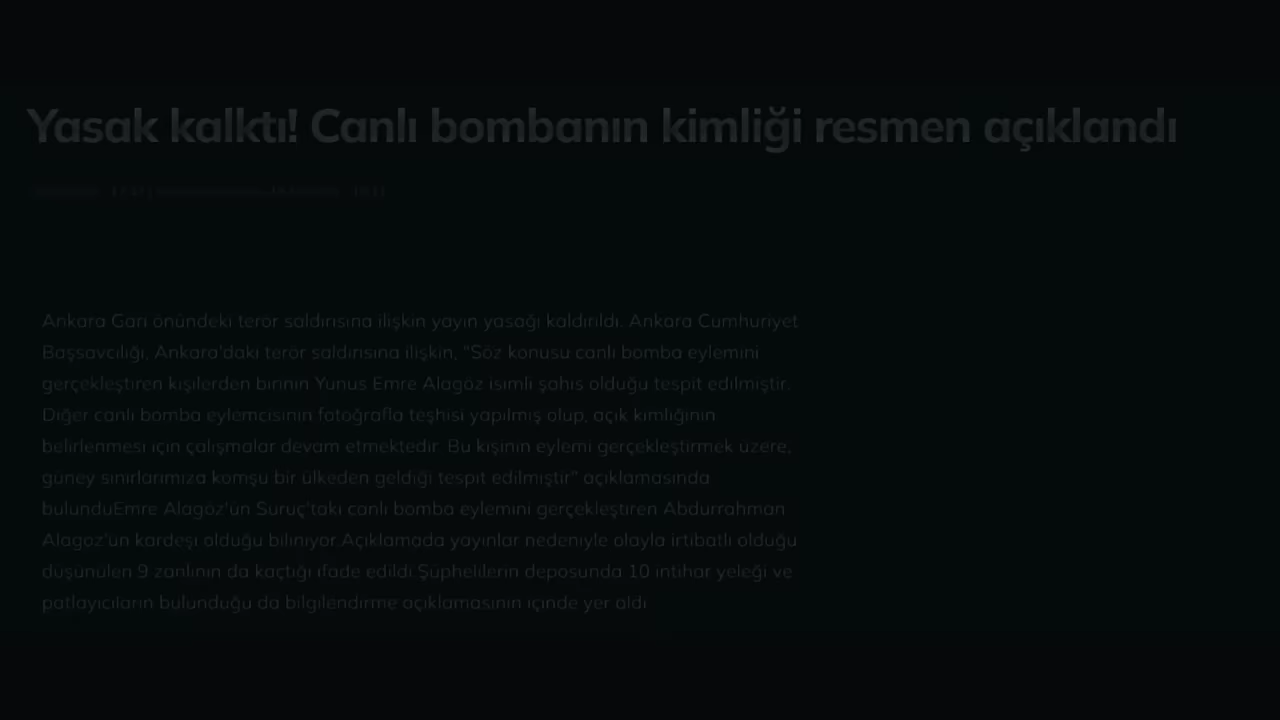 Yasak kalktı! Canlı bombanın kimliği resmen açıklandı
Ankara Garı önündeki terör saldırısına ilişkin yayın yasağı kaldırıldı. Ankara Cumhuriyet
Başsavcılığı, Ankara'daki terör saldırısına ilişkin, "Söz konusu canlı bomba eylemini
gerçekleştiren kişilerden birinin Yunus Emre Alagöz isimli şahıs olduğu tespit edilmiştir.
Diğer canlı bomba eylemcisinin fotoğrafla teşhisi yapılmış olup, açık kimliğinin
belirlenmesi için çalışmalar devam etmektedir. Bu kişinin eylemi gerçekleştirmek üzere,
güney sınırlarımıza komşu bir ülkeden geldiği tespit edilmiştir" açıklamasında
bulunduEmre Alagöz'ün Suruç'taki canlı bomba eylemini gerçekleştiren Abdurrahman
Alagöz'ün kardeşi olduğu biliniyor.Açıklamada yayınlar nedeniyle olayla irtibatlı olduğu
düşünülen 9 zanlının da kaçtığı ifade edildi.Şüphelilerin deposunda 10 intihar yeleği ve
patlayıcıların bulunduğu da bilgilendirme açıklamasının içinde yer aldı